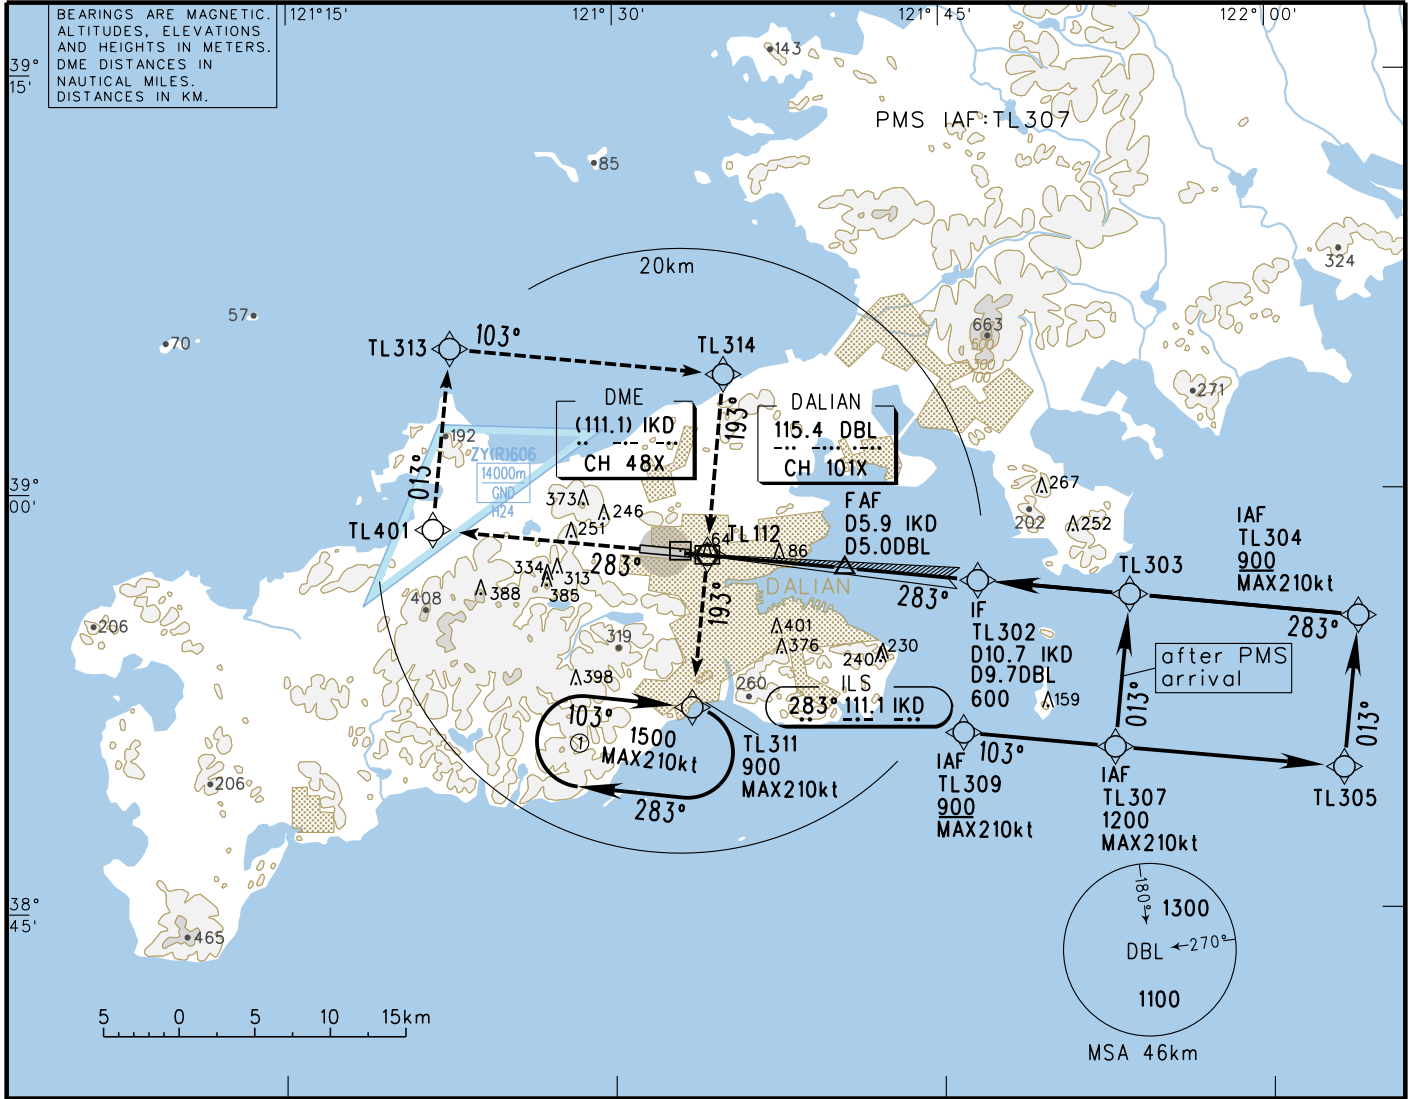 BEARINGS ARE MAGNETIC.
ALTITUDES, ELEVATIONS
AND HEIGHTS IN METERS.
DME DISTANCES IN
NAUTICAL MILES.
DISTANCES IN KM.
121°15'
121°30'
121°45'
122°00'
39°
15'
143
PMS IAF:TL307
85
324
20km
57
70
663
500
300
100
271
TL313
103°
TL314
193°
DME
(111.1) IKD
CH 48X
DALIAN
115.4 DBL
CH 101X
192
ZY(R)606
14000m
GND
H24
013°
39°
00'
373
246
251
267
202
252
FAF
D5.9 IKD
D5.0DBL
IAF
TL304
900
MAX210kt
TL401
283°
64
TL112
86
DALIAN
283°
TL303
283°
334
313
385
388
408
193°
206
319
401
376
240
230
IF
TL302
D10.7 IKD
D9.7DBL
600
after PMS
arrival
013°
013°
159
398
260
ILS
283° 111.1 IKD
103°
1
1500
MAX210kt
283°
TL311
900
MAX210kt
103°
IAF
TL309
900
MAX210kt
IAF
TL307
1200
MAX210kt
TL305
206
38°
45'
465
180°
1300
DBL
270°
1100
MSA 46km
5 0 5 10 15km